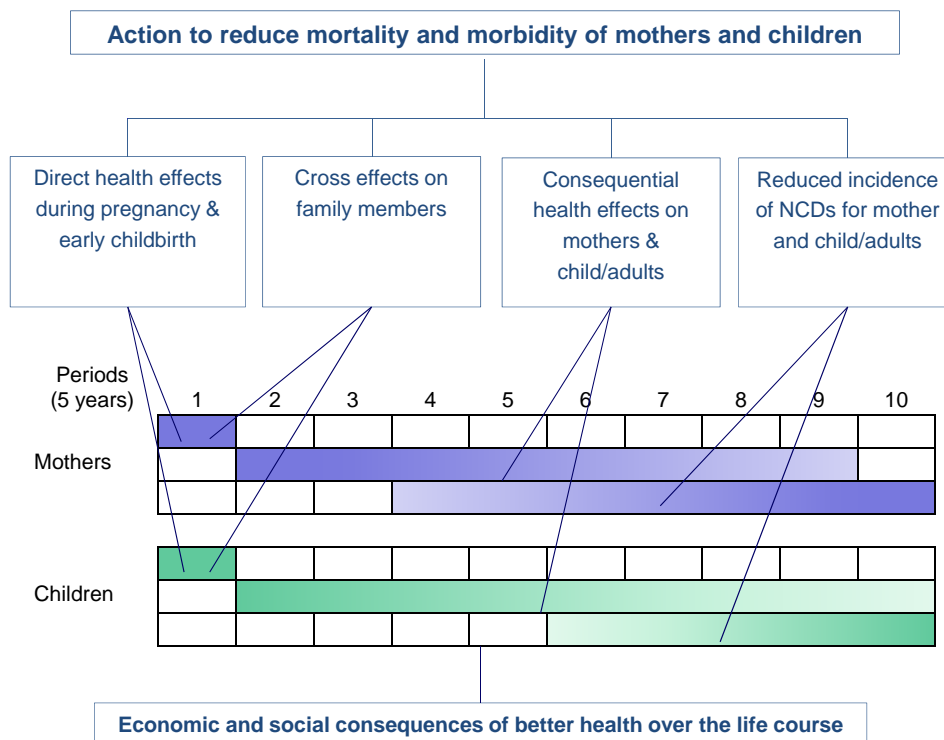 Action to reduce mortality and morbidity of mothers and children
Direct health effects
during pregnancy &
early childbirth
Cross effects on
family members
Consequential
health effects on
mothers &
child/adults
Reduced incidence
of NCDs for mother
and child/adults
Periods
(5 years)
1 2 3 4 5 6 7 8 9 10
Mothers
Children
Economic and social consequences of better health over the life course